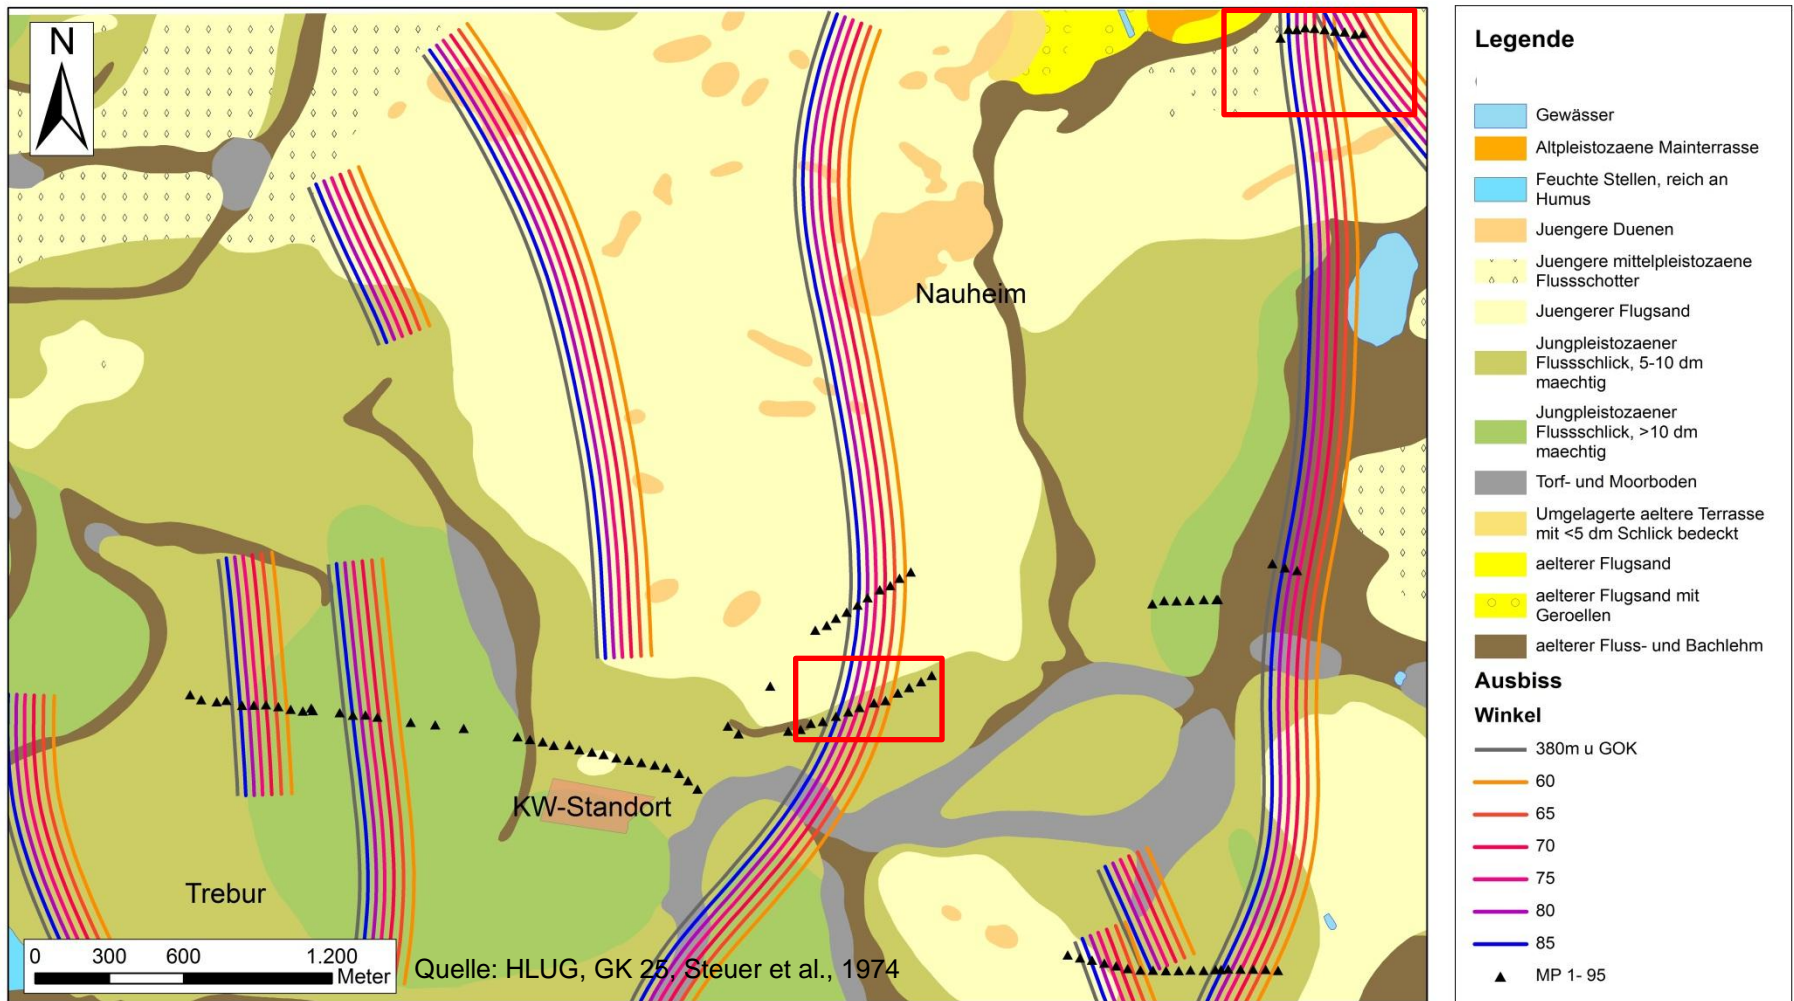 N
Nauheim
KW-Standort
Trebur
0 300 600 1.200
Meter
Quelle: HLUG, GK 25, Steuer et al., 1974
Legende
(
Gewässer
Altpleistozaene Mainterrasse
Feuchte Stellen, reich an
Humus
Juengere Duenen
Juengere mittelpleistozaene
Flussschotter
Juengerer Flugsand
Jungpleistozaener
Flussschlick, 5-10 dm
maechtig
Jungpleistozaener
Flussschlick, >10 dm
maechtig
Torf- und Moorboden
Umgelagerte aeltere Terrasse
mit <5 dm Schlick bedeckt
aelterer Flugsand
aelterer Flugsand mit
Geroellen
aelterer Fluss- und Bachlehm
Ausbiss
Winkel
380m u GOK
60
65
70
75
80
85
MP 1- 95